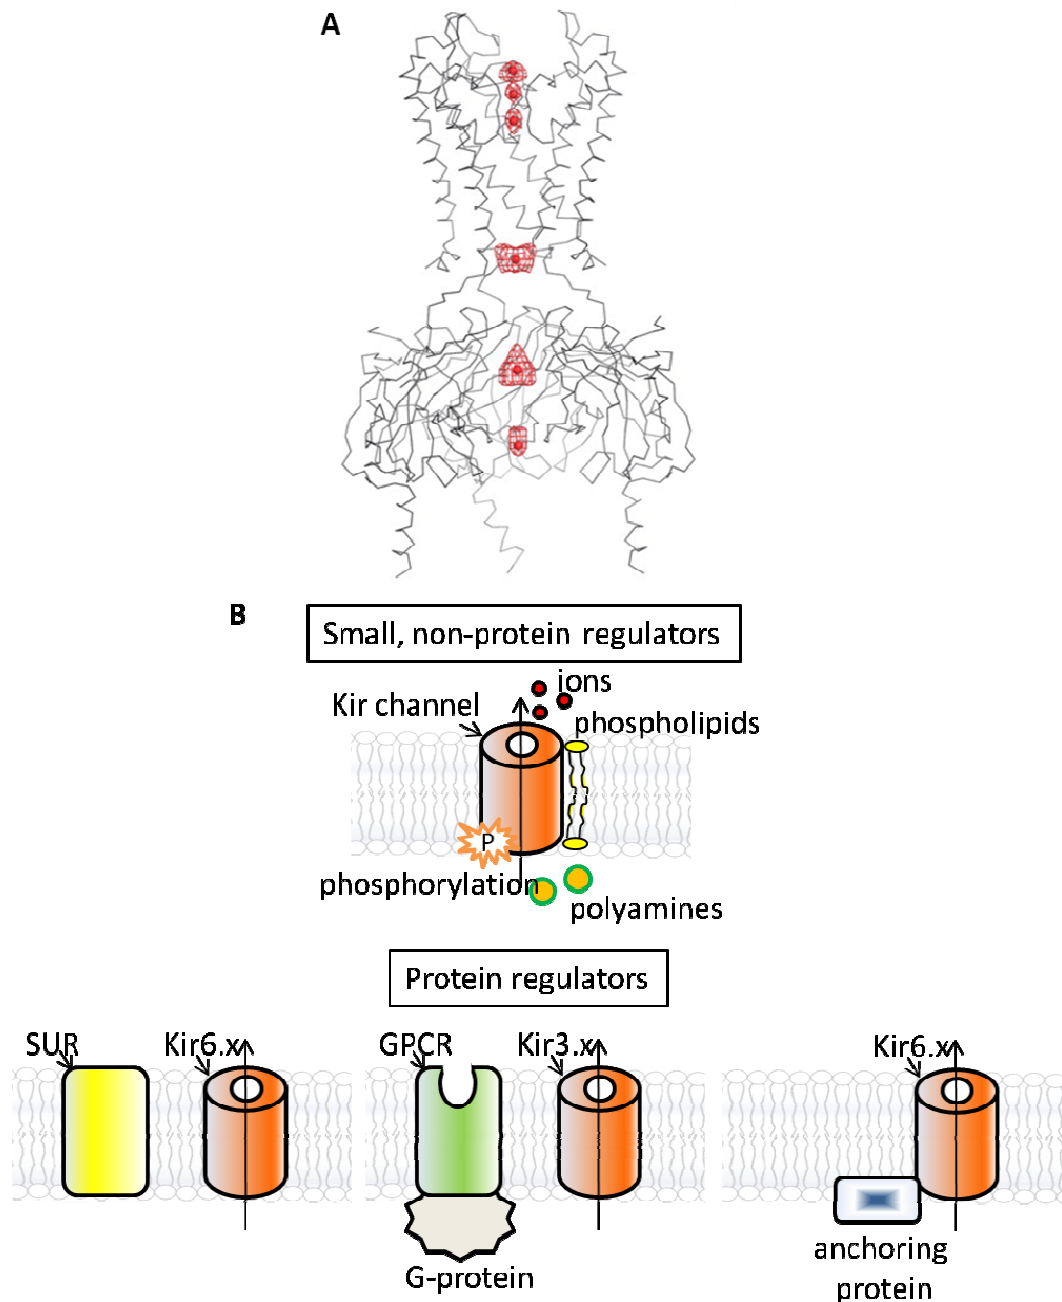 A
B
Small, non-protein regulators
ions
Kir channel
phospholipids
P
phosphorylation
polyamines
Protein regulators
SUR
Kir6.x
GPCR
Kir3.x
Kir6.x
G-protein
anchoring
protein